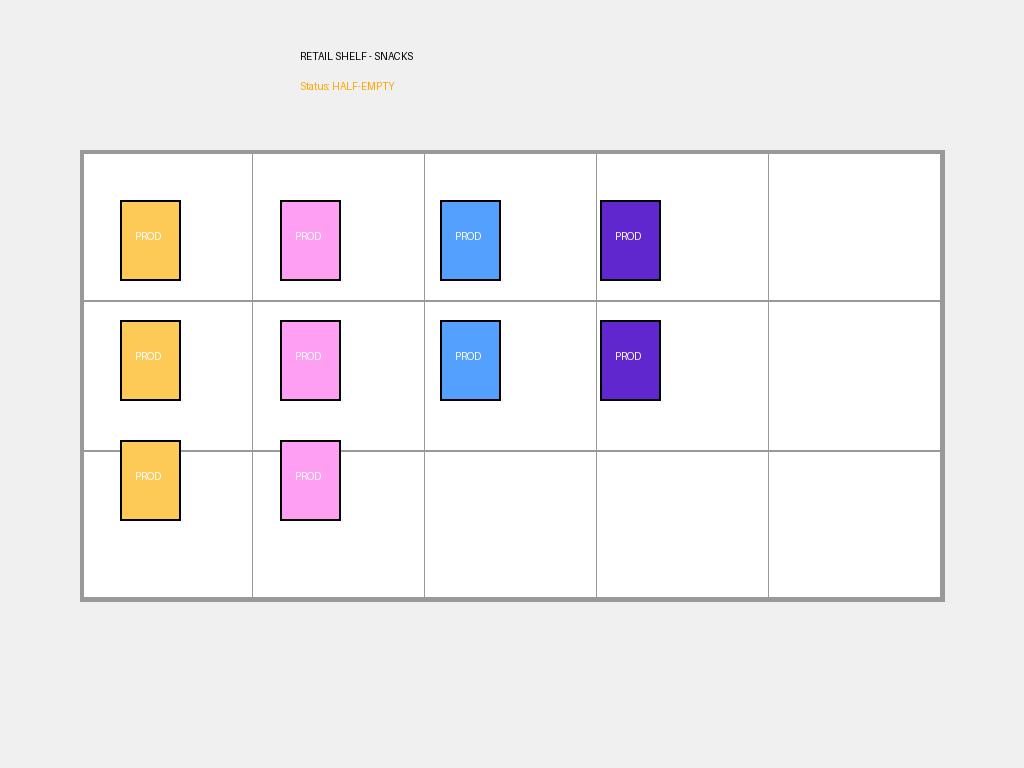 RETAIL SHELF - SNACKS
Status: HALF-EMPTY
PROD PROD PROD PROD
PROD PROD PROD PROD
PROD PROD